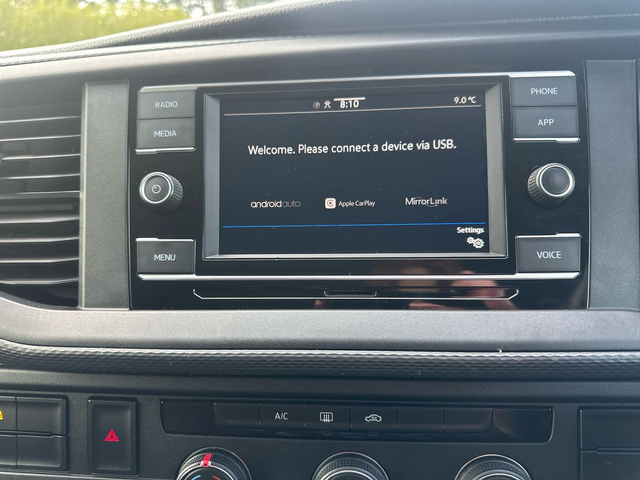 RADIO
MEDIA
MENU
8:10
9.0 °C
Welcome. Please connect a device via USB.
androidauto
Apple CarPlay
MirrorLink
Settings
PHONE
APP
VOICE
A/C